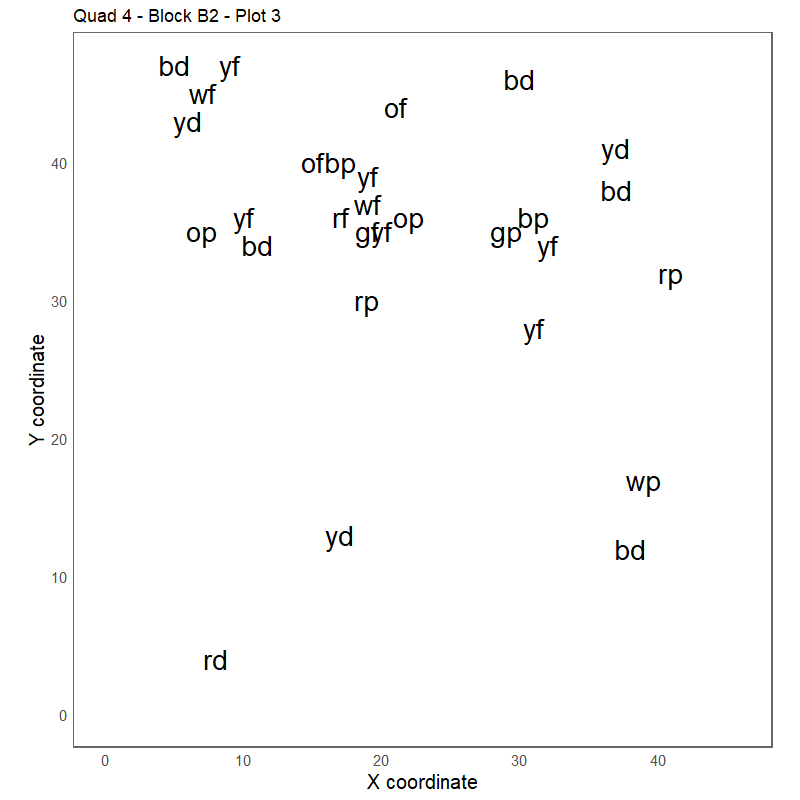 Quad 4 - Block B2 - Plot 3
bd yf
bd
wf
of
yd
yd
40
ofbp
yf
bd
wf
yf rf op bp
op gf yf gp
bd yf
rp
30
rp
yf
Y coordinate
20
wp
yd
bd
10
rd
0
0 10 20 30 40
X coordinate